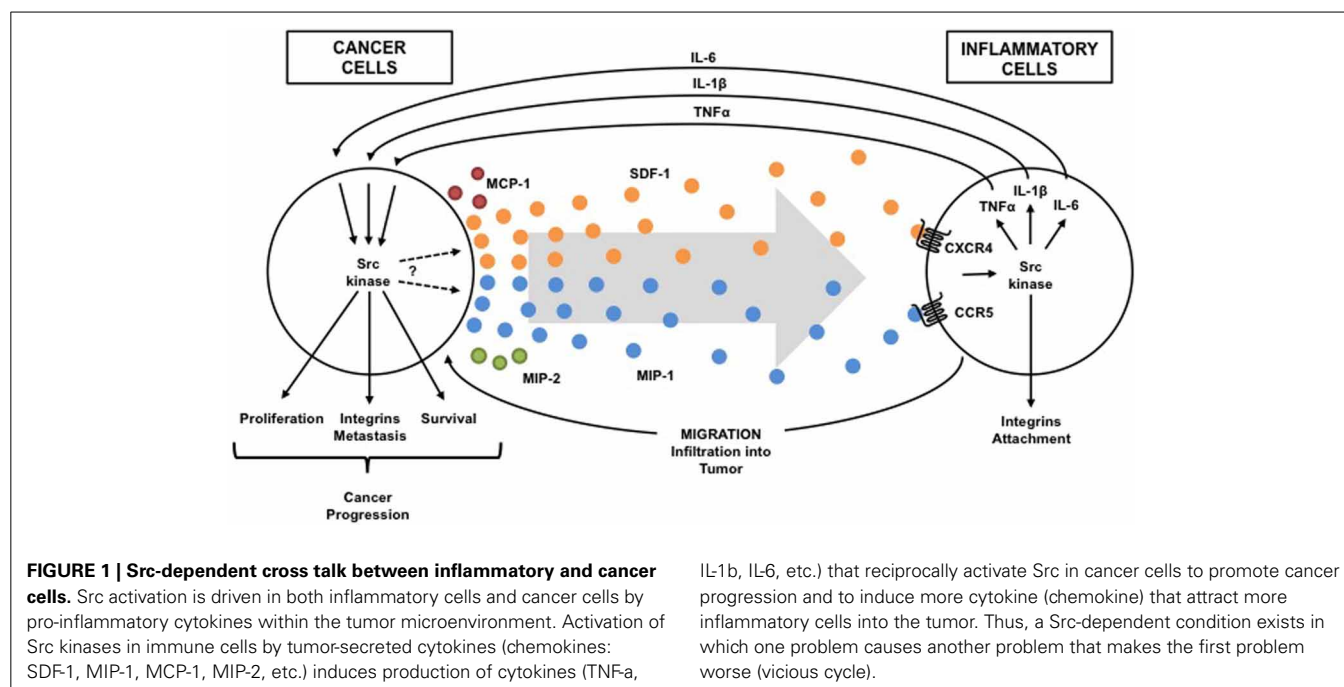 CANCER
CELLS
INFLAMMATORY
CELLS
IL-6
IL-1β
TNFα
MCP-1
SDF-1
IL-1β
TNFα
IL-6
CXCR4
Src
kinase
?
Src
kinase
CCR5
MIP-2
MIP-1
Proliferation
Integrins
Metastasis
Survival
MIGRATION
Infiltration into
Tumor
Integrins
Attachment
Cancer
Progression
FIGURE 1 | Src-dependent cross talk between inflammatory and cancer
cells. Src activation is driven in both inflammatory cells and cancer cells by
pro-inflammatory cytokines within the tumor microenvironment. Activation of
Src kinases in immune cells by tumor-secreted cytokines (chemokines:
SDF-1, MIP-1, MCP-1, MIP-2, etc.) induces production of cytokines (TNF-a,
IL-1b, IL-6, etc.) that reciprocally activate Src in cancer cells to promote cancer
progression and to induce more cytokine (chemokine) that attract more
inflammatory cells into the tumor. Thus, a Src-dependent condition exists in
which one problem causes another problem that makes the first problem
worse (vicious cycle).